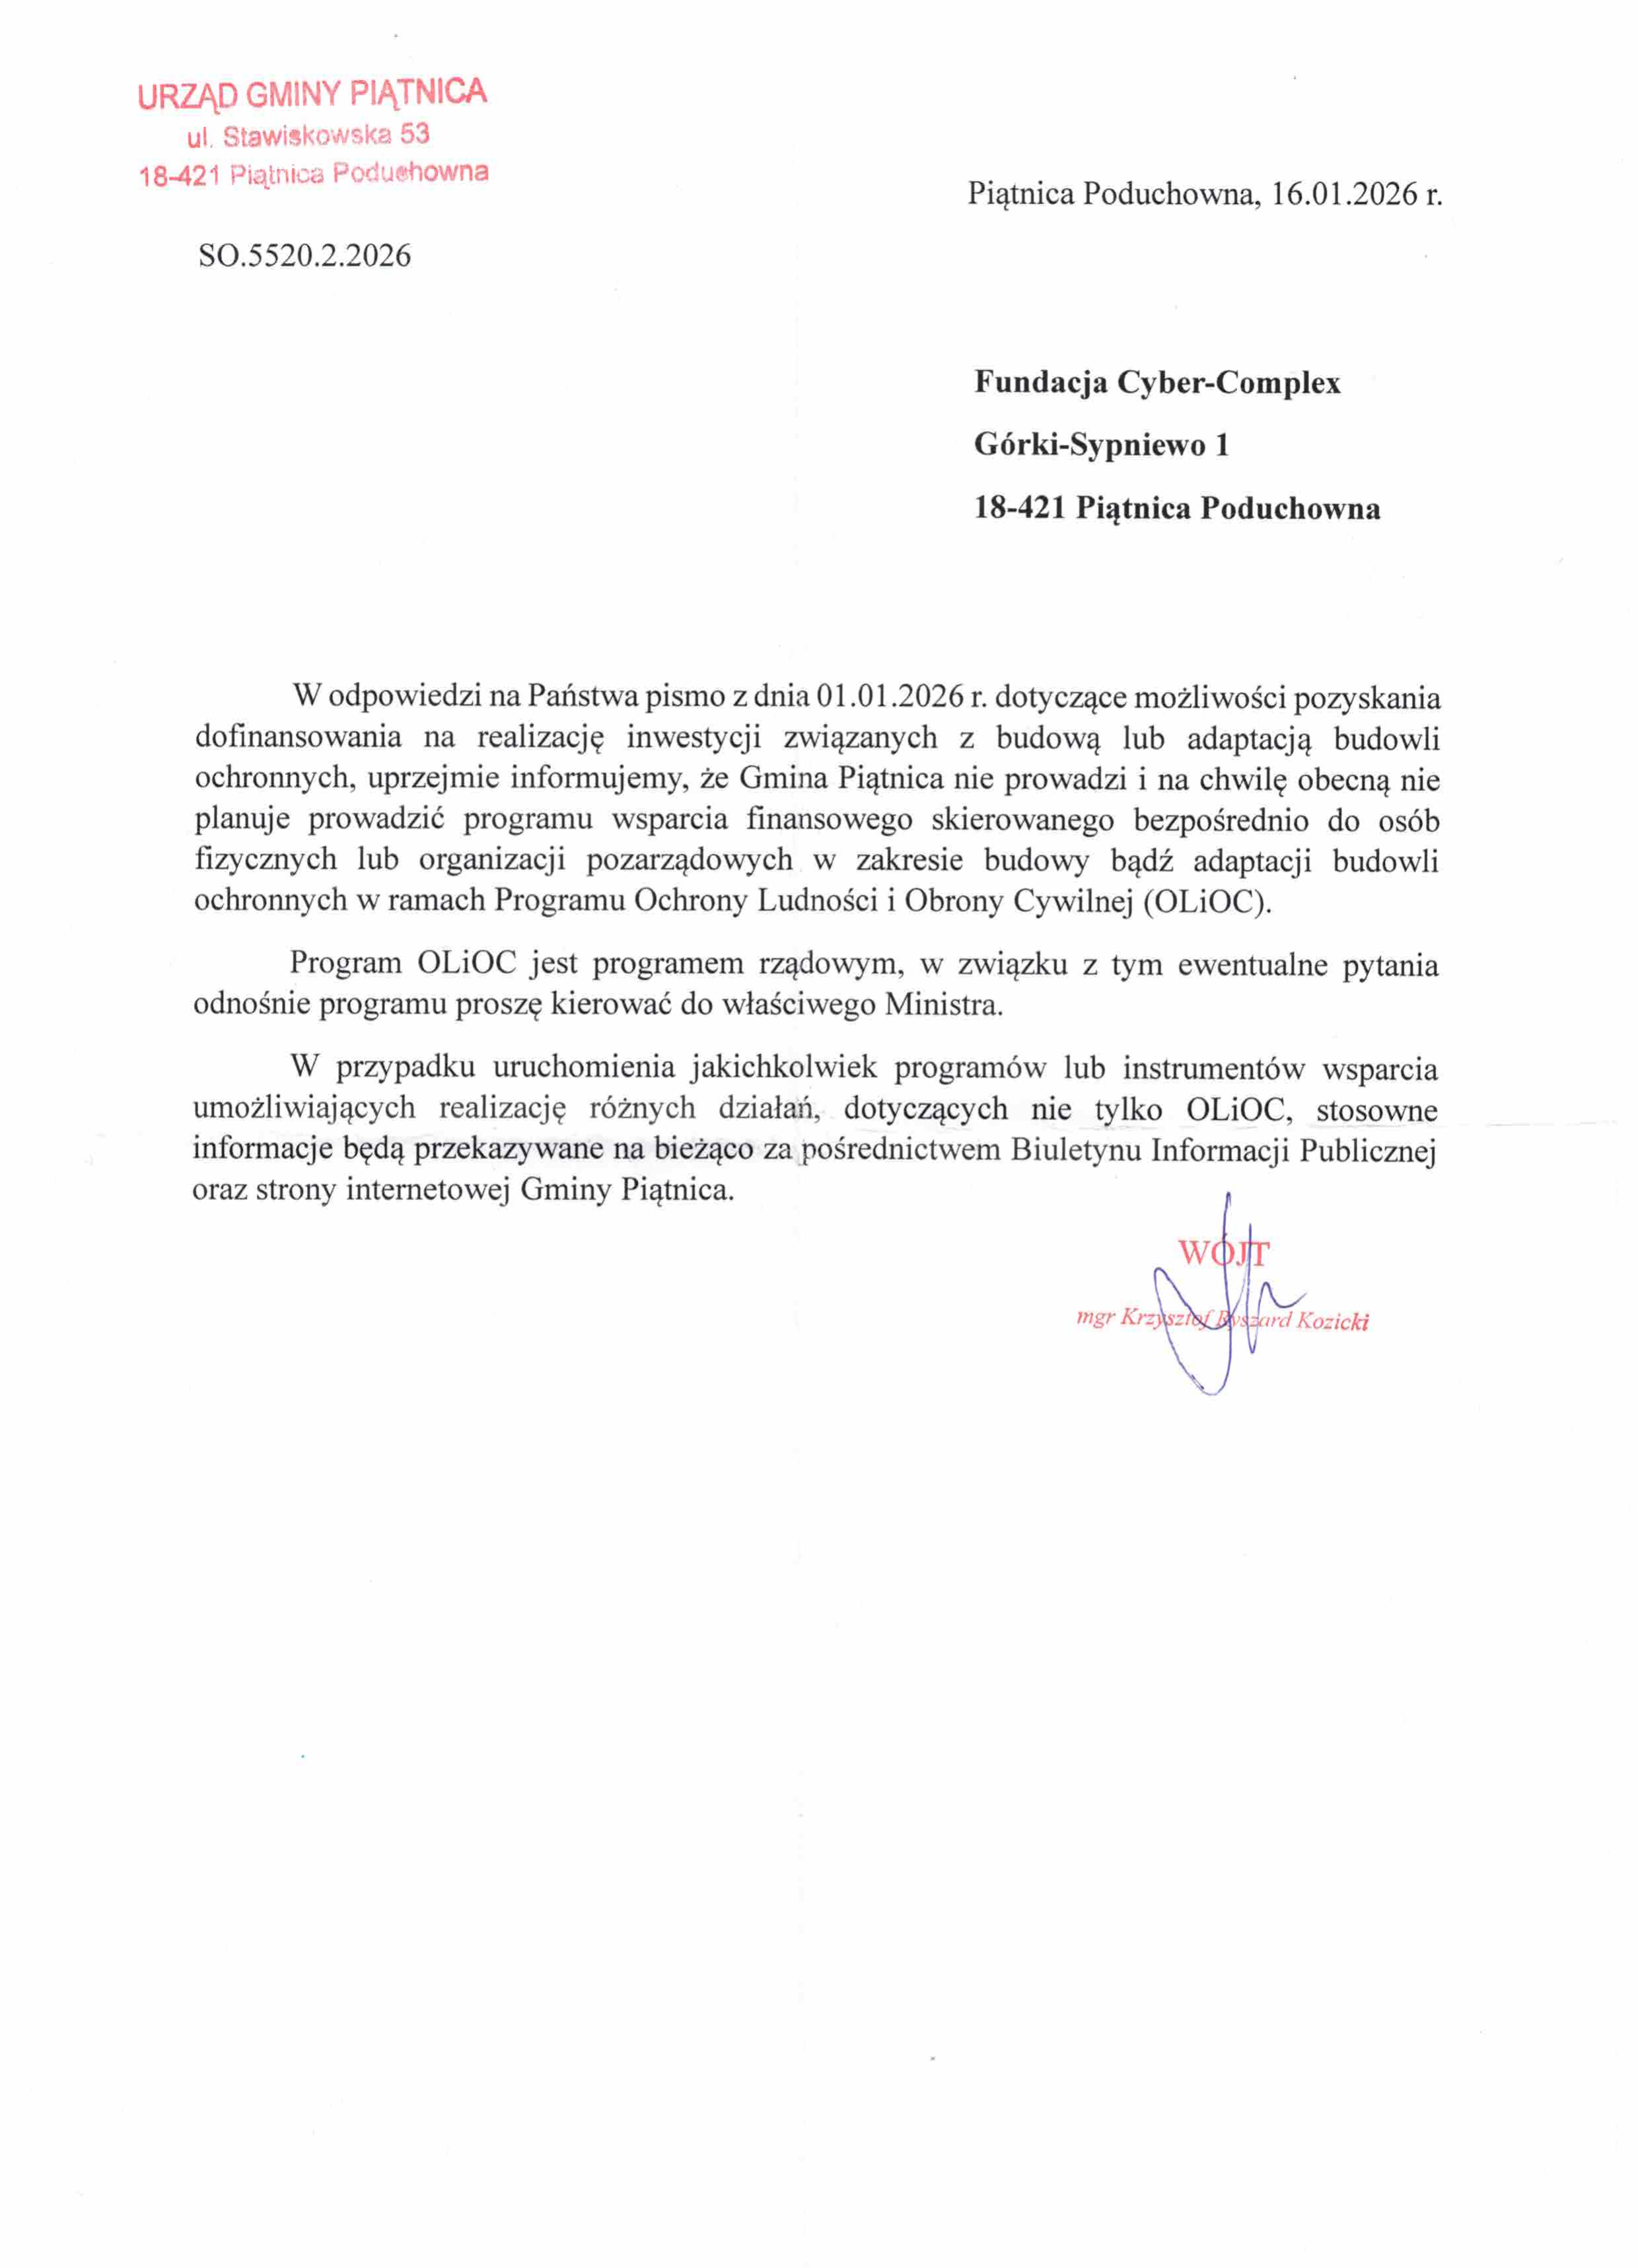 URZĄD GMINY PIĄTNICA
ul. Stawiskowska 53
18-421 Piątnica Poduchowna
Piątnica Poduchowna, 16.01.2026 r.
SO.5520.2.2026
Fundacja Cyber-Complex
Górki-Sypniewo 1
18-421 Piątnica Poduchowna
W odpowiedzi na Państwa pismo z dnia 01.01.2026 r. dotyczące możliwości pozyskania
dofinansowania na realizację inwestycji związanych z budową lub adaptacją budowli
ochronnych, uprzejmie informujemy, że Gmina Piątnica nie prowadzi i na chwilę obecną nie
planuje prowadzić programu wsparcia finansowego skierowanego bezpośrednio do osób
fizycznych lub organizacji pozarządowych w zakresie budowy bądź adaptacji budowli
ochronnych w ramach Programu Ochrony Ludności i Obrony Cywilnej (OLiOC).
Program OLiOC jest programem rządowym, w związku z tym ewentualne pytania
odnośnie programu proszę kierować do właściwego Ministra.
W przypadku uruchomienia jakichkolwiek programów lub instrumentów wsparcia
umożliwiających realizację różnych działań, dotyczących nie tylko OLiOC, stosowne
informacje będą przekazywane na bieżąco za pośrednictwem Biuletynu Informacji Publicznej
oraz strony internetowej Gminy Piątnica.
WÓJT
mgr Krzysztof Ryszard Kozicki